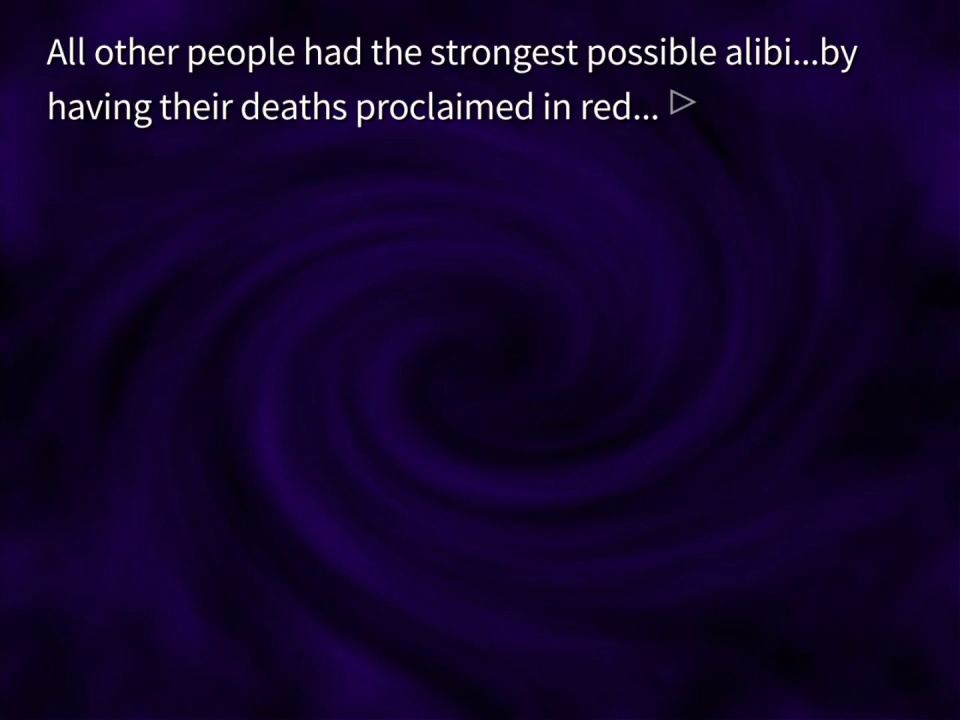 All other people had the strongest possible alibi...by
having their deaths proclaimed in red...